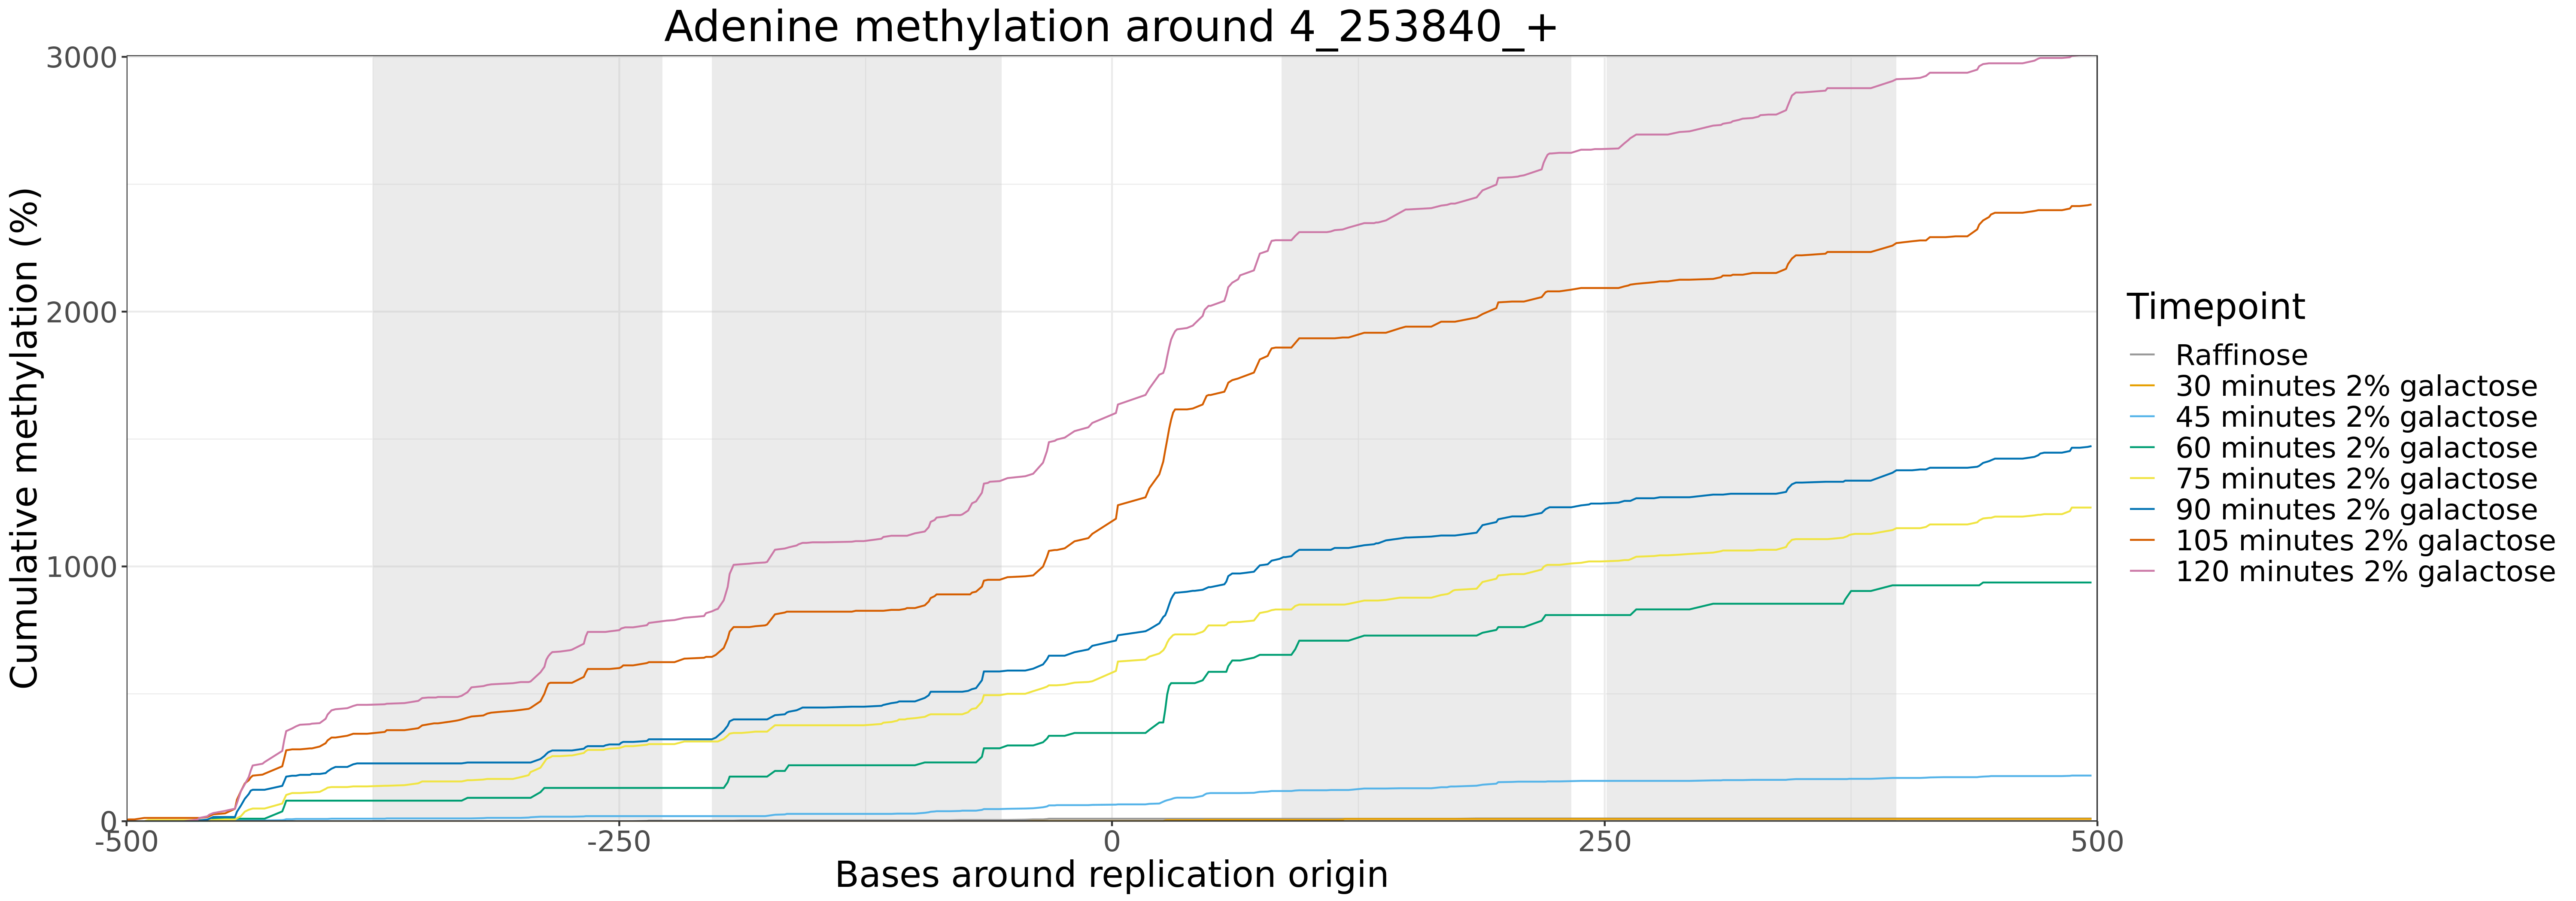 Adenine methylation around 4_253840_+
Cumulative methylation (%)
3000
2000
1000
0
-500
-250
0
250
500
Bases around replication origin
Timepoint
Raffinose
30 minutes 2% galactose
45 minutes 2% galactose
60 minutes 2% galactose
75 minutes 2% galactose
90 minutes 2% galactose
105 minutes 2% galactose
120 minutes 2% galactose